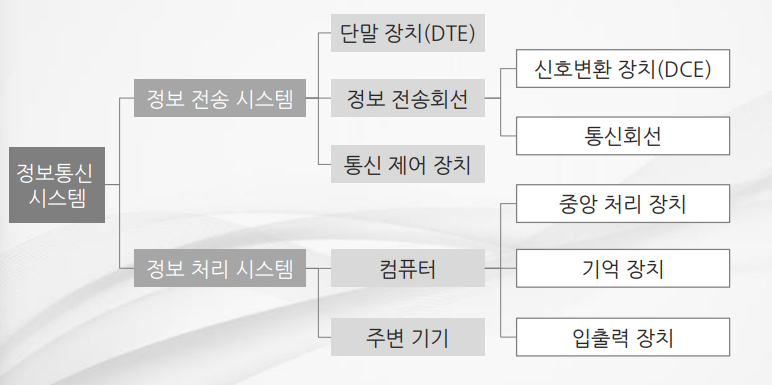 단말 장치(DTE)
신호변환 장치(DCE)
정보 전송 시스템
정보 전송회선
통신회선
통신 제어 장치
정보통신
시스템
중앙 처리 장치
정보 처리 시스템
컴퓨터
기억 장치
주변 기기
입출력 장치